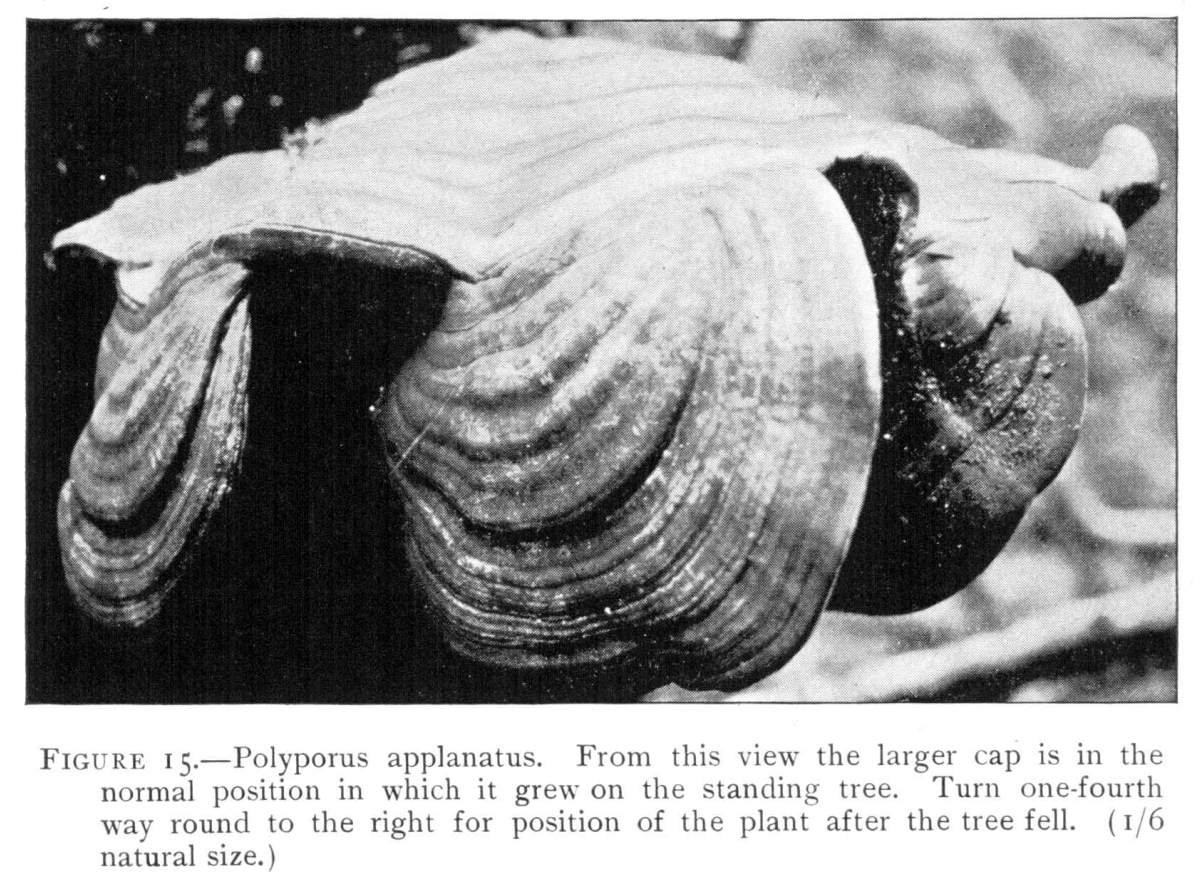 FIGURE 15.—Polyporus applanatus. From this view the larger cap is in the
normal position in which it grew on the standing tree. Turn one-fourth
way round to the right for position of the plant after the tree fell. (1/6
natural size.)